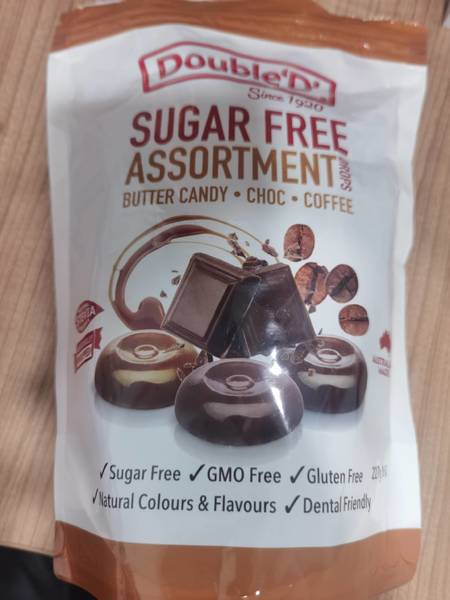 Double 'D'
Since 1920
SUGAR FREE
ASSORTMENT
DROPS
BUTTER CANDY • CHOC • COFFEE
✓Sugar Free ✓GMO Free ✓Gluten Free
✓Natural Colours & Flavours ✓Dental Friendly